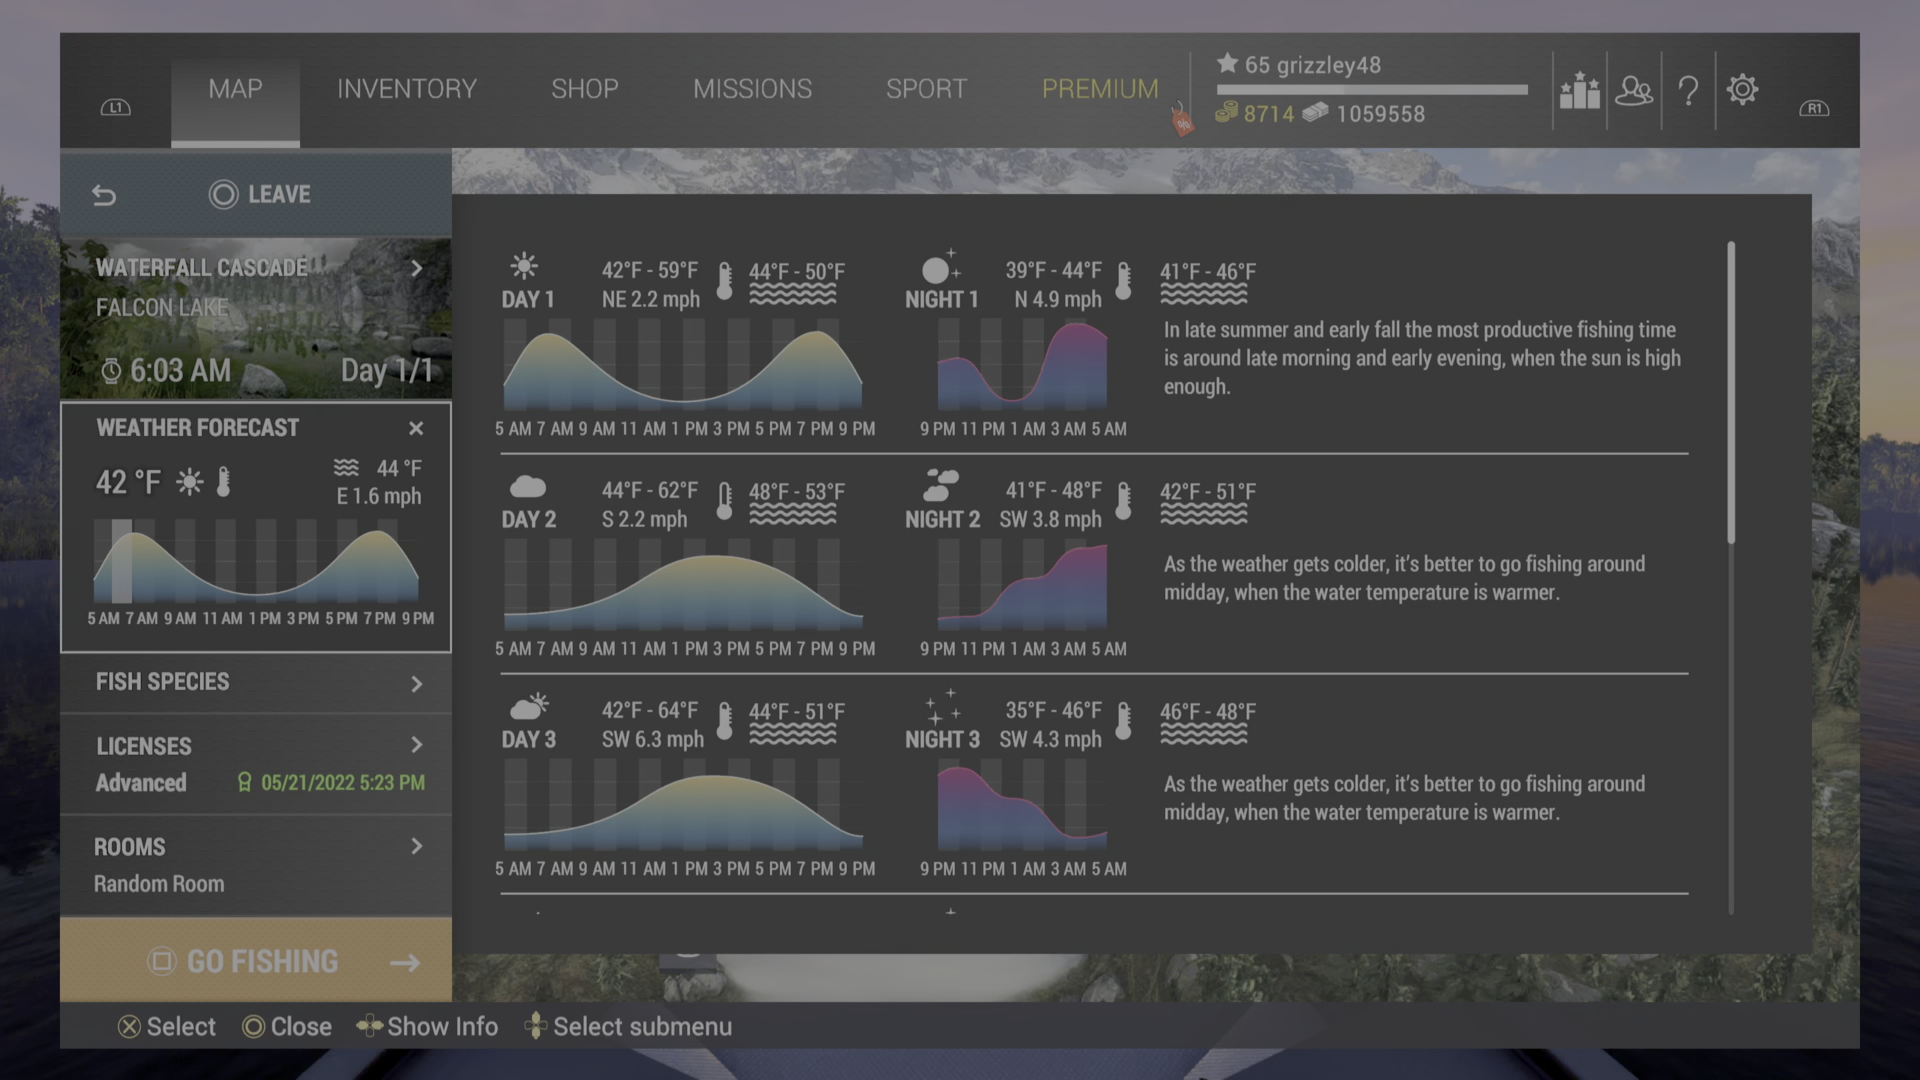 L1
MAP
INVENTORY
SHOP
MISSIONS
SPORT
PREMIUM
%
65 grizzley48
8714 1059558
?
R1
LEAVE
WATERFALL CASCADE
FALCON LAKE
6:03 AM Day 1/1
WEATHER FORECAST
42 °F
44 °F
E 1.6 mph
5 AM 7 AM 9 AM 11 AM 1 PM 3 PM 5 PM 7 PM 9 PM
FISH SPECIES
LICENSES
Advanced 05/21/2022 5:23 PM
ROOMS
Random Room
GO FISHING
DAY 1
42°F - 59°F
NE 2.2 mph
44°F - 50°F
5 AM 7 AM 9 AM 11 AM 1 PM 3 PM 5 PM 7 PM 9 PM
NIGHT 1
39°F - 44°F
N 4.9 mph
41°F - 46°F
9 PM 11 PM 1 AM 3 AM 5 AM
In late summer and early fall the most productive fishing time
is around late morning and early evening, when the sun is high
enough.
DAY 2
44°F - 62°F
S 2.2 mph
48°F - 53°F
5 AM 7 AM 9 AM 11 AM 1 PM 3 PM 5 PM 7 PM 9 PM
NIGHT 2
41°F - 48°F
SW 3.8 mph
42°F - 51°F
9 PM 11 PM 1 AM 3 AM 5 AM
As the weather gets colder, it's better to go fishing around
midday, when the water temperature is warmer.
DAY 3
42°F - 64°F
SW 6.3 mph
44°F - 51°F
5 AM 7 AM 9 AM 11 AM 1 PM 3 PM 5 PM 7 PM 9 PM
NIGHT 3
35°F - 46°F
SW 4.3 mph
46°F - 48°F
9 PM 11 PM 1 AM 3 AM 5 AM
As the weather gets colder, it's better to go fishing around
midday, when the water temperature is warmer.
Select Close Show Info Select submenu